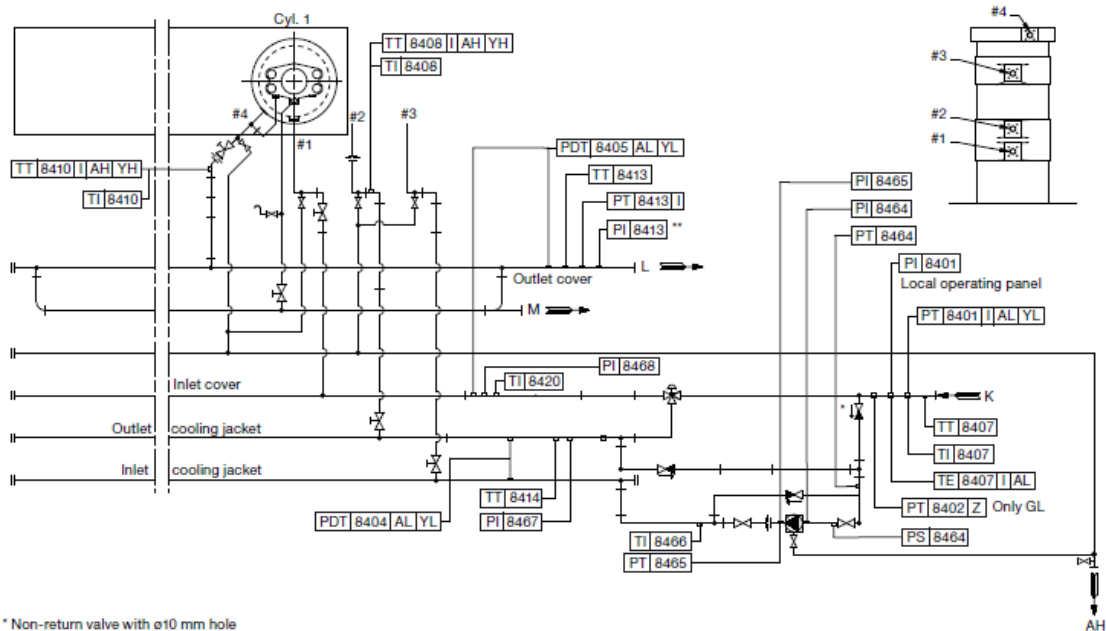 Cyl. 1
#4
TT 8408 I AH YH
TI 8408
#3
#4
#2
#3
#2
#1
#1
PDT 8405 AL YL
TT 8410 I AH YH
TT 8413
PI 8465
TI 8410
PT 8413 I
PI 8464
PI 8413 **
PT 8464
L
PI 8401
Outlet cover
Local operating panel
M
PT 8401 I AL YL
PI 8468
TI 8420
Inlet cover
K
*
Outlet cooling jacket
TT 8407
TI 8407
Inlet cooling jacket
TE 8407 I AL
TT 8414
PT 8402 Z Only GL
PDT 8404 AL YL
PI 8467
TI 8466
PS 8464
PT 8465
* Non-return valve with ø10 mm hole
AH